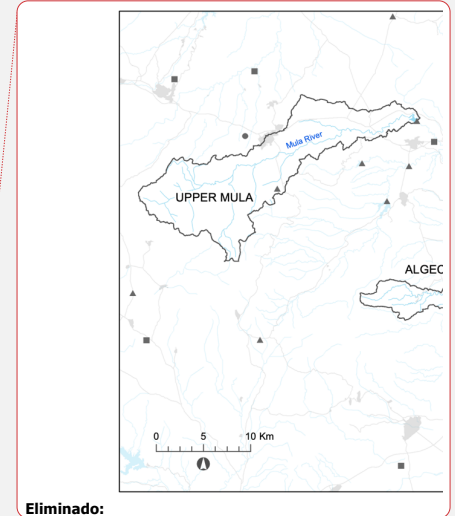 Mula River
UPPER MULA
ALGEC
0 5 10 Km
Eliminado: